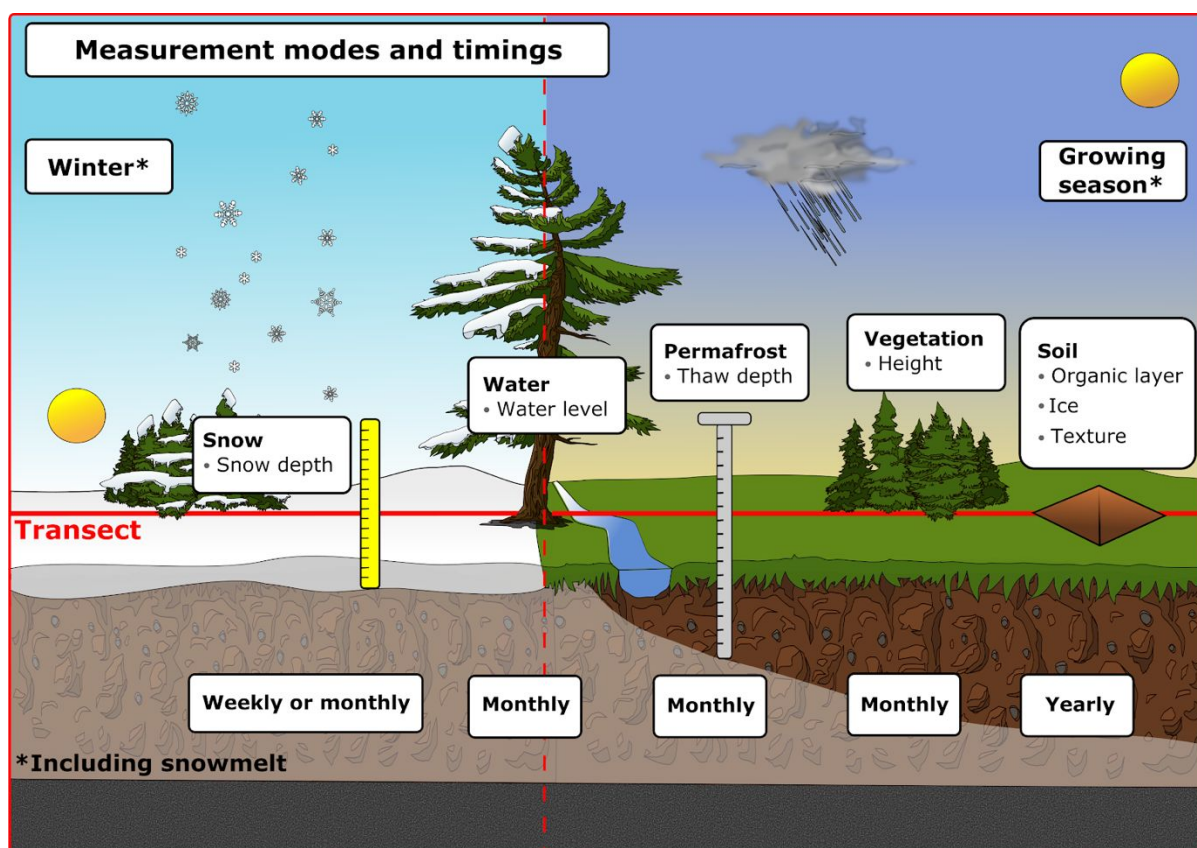 Measurement modes and timings
Winter*
Growing
season*
Snow
• Snow depth
Water
• Water level
Permafrost
• Thaw depth
Vegetation
• Height
Soil
• Organic layer
• Ice
• Texture
Transect
Weekly or monthly
Monthly
Monthly
Monthly
Yearly
*Including snowmelt